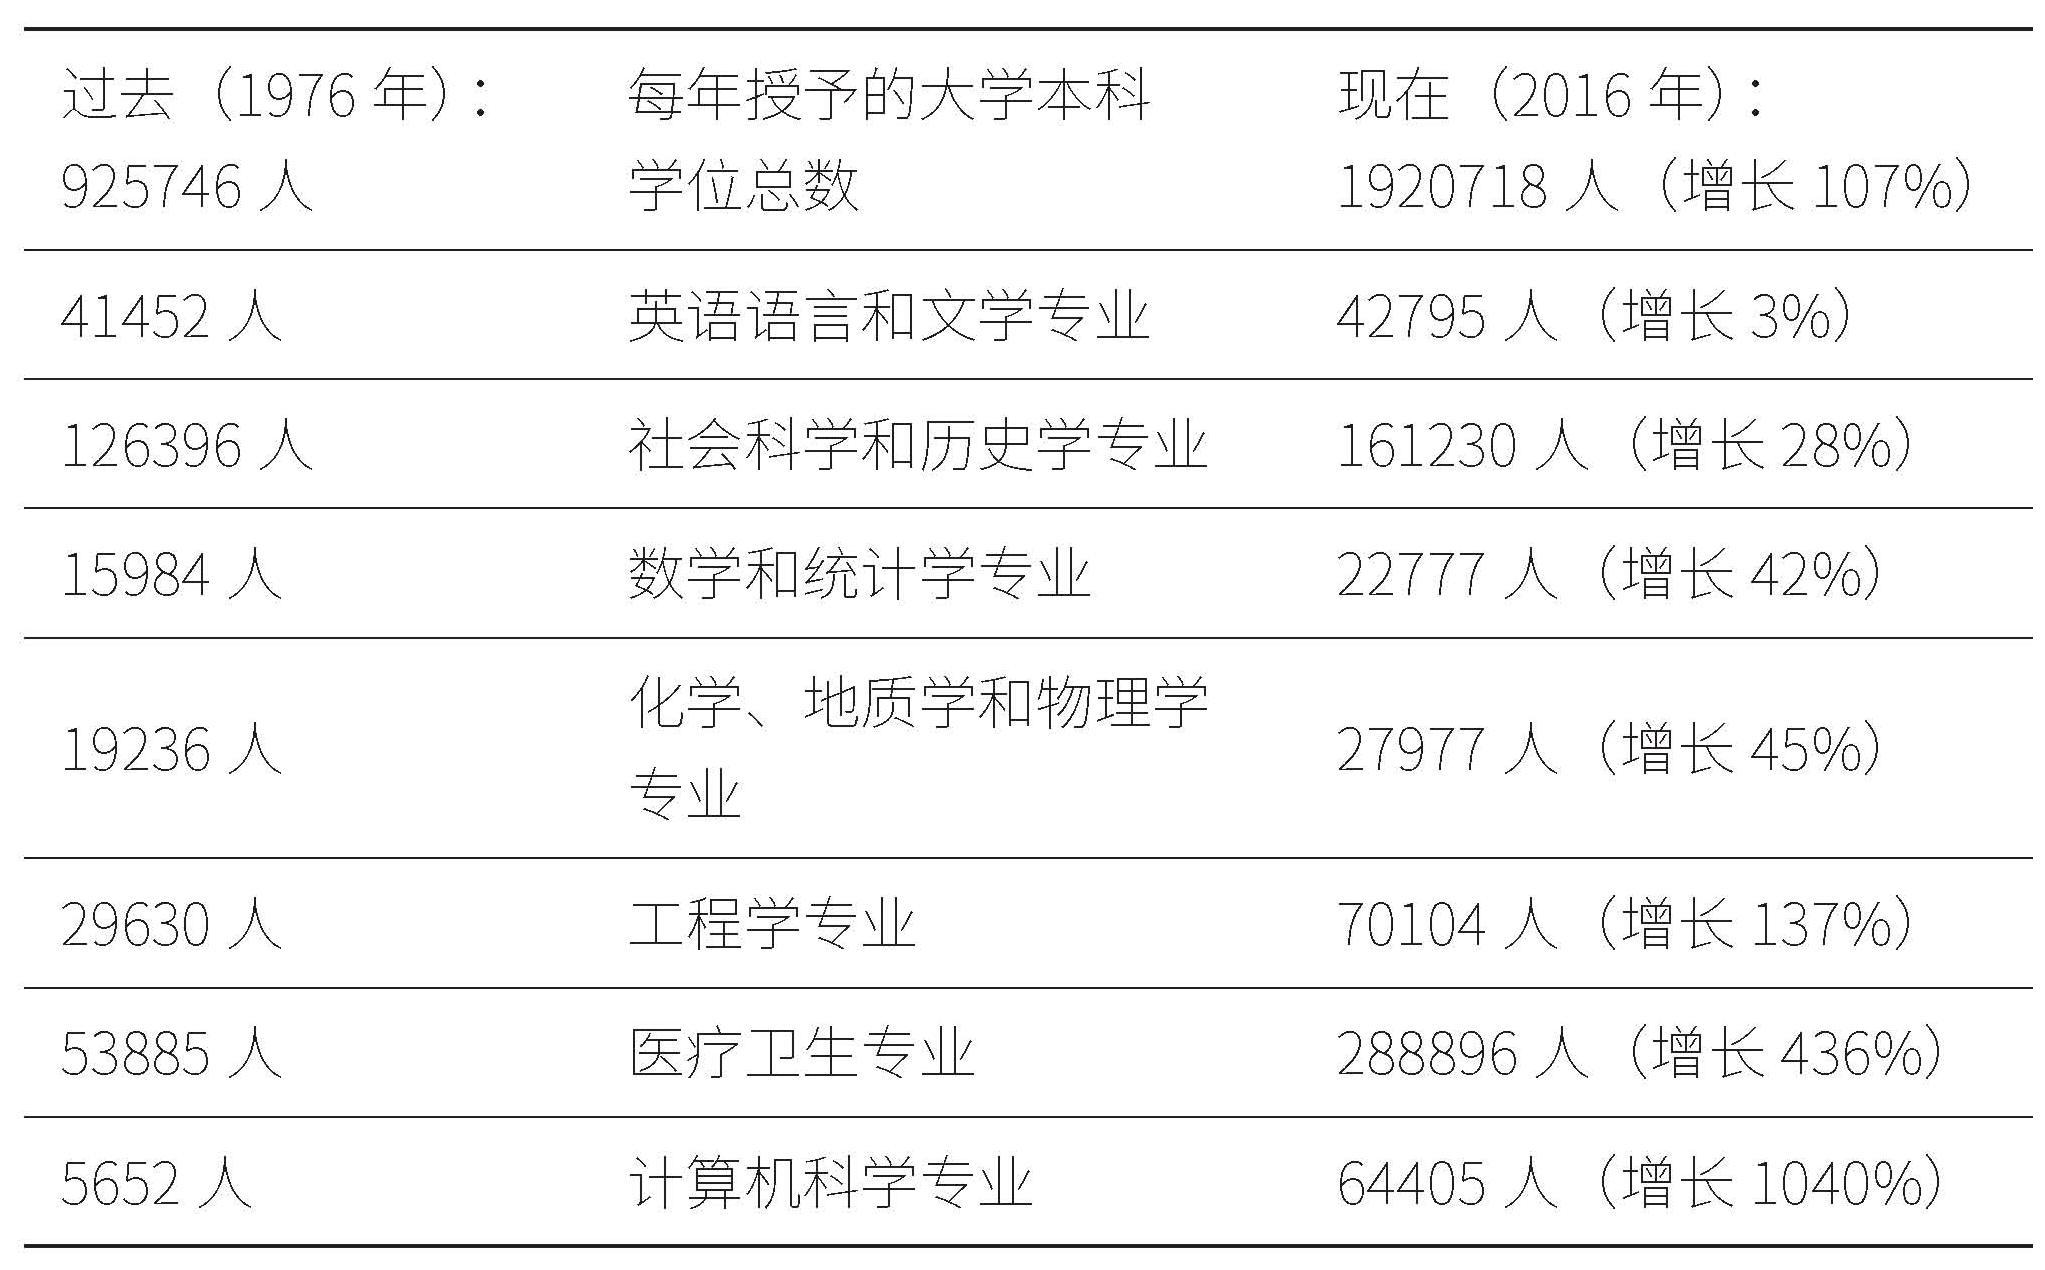 过去（1976 年）： 每年授予的大学本科 现在（2016 年）：
925746 人 学位总数 1920718 人（增长 107%）
41452 人 英语语言和文学专业 42795 人（增长 3%）
126396 人 社会科学和历史学专业 161230 人（增长 28%）
15984 人 数学和统计学专业 22777 人（增长 42%）
化学、地质学和物理学
19236 人 27977 人（增长 45%）
专业
29630 人 工程学专业 70104 人（增长 137%）
53885 人 医疗卫生专业 288896 人（增长 436%）
5652 人 计算机科学专业 64405 人（增长 1040%）